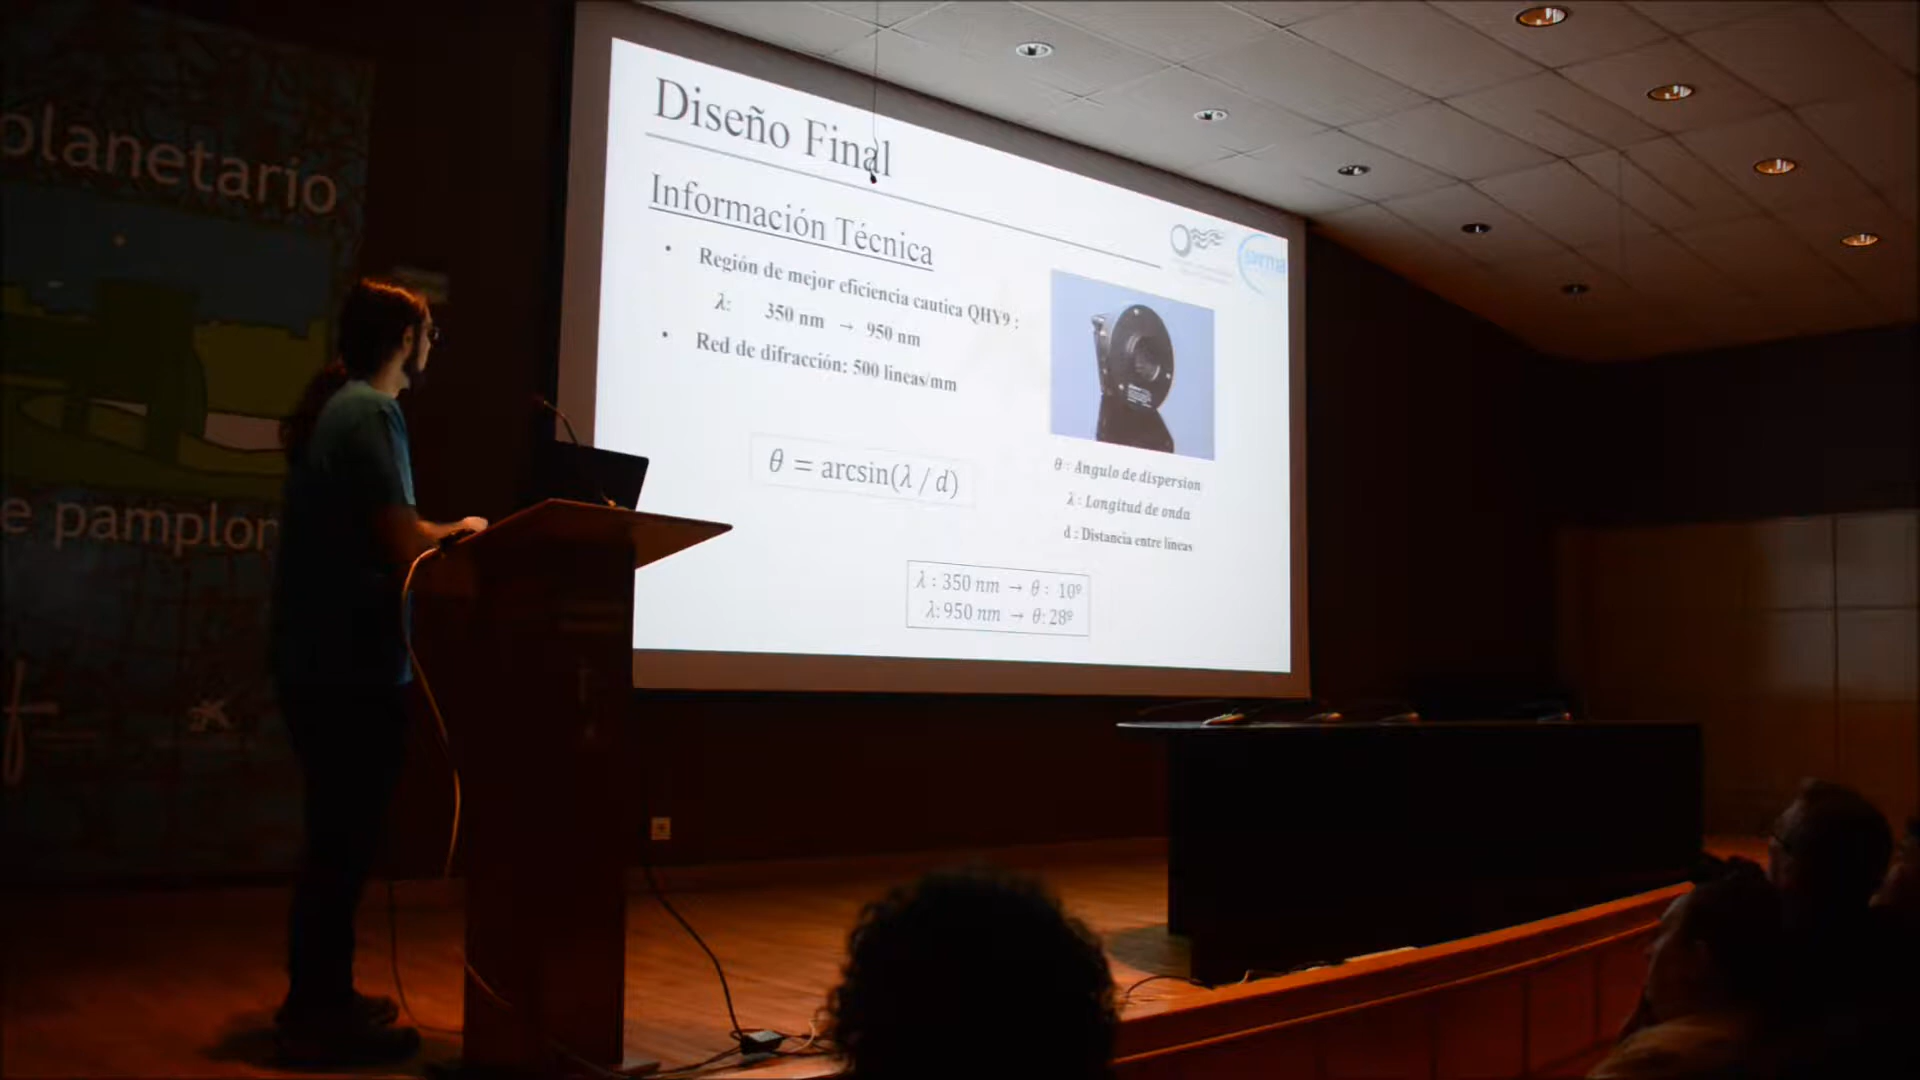 planetario
e pamplon
Diseño Final
Información Técnica
• Región de mejor eficiencia cautica QHY9 :
λ: 350 nm → 950 nm
• Red de difracción: 500 lineas/mm
θ = arcsin(λ / d)
θ : Angulo de dispersion
λ : Longitud de onda
d : Distancia entre lineas
λ : 350 nm → θ : 10º
λ: 950 nm → θ: 28º